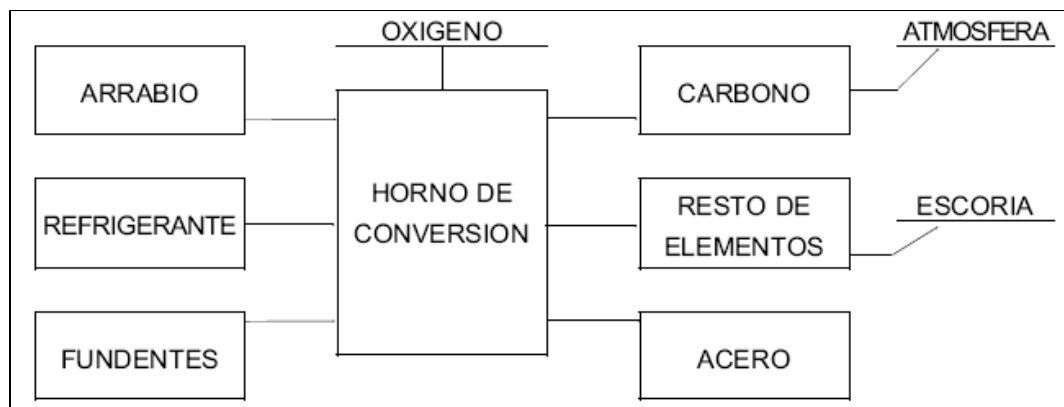 OXIGENO
ATMOSFERA
ARRABIO
CARBONO
HORNO DE
CONVERSION
REFRIGERANTE
RESTO DE
ELEMENTOS
ESCORIA
FUNDENTES
ACERO